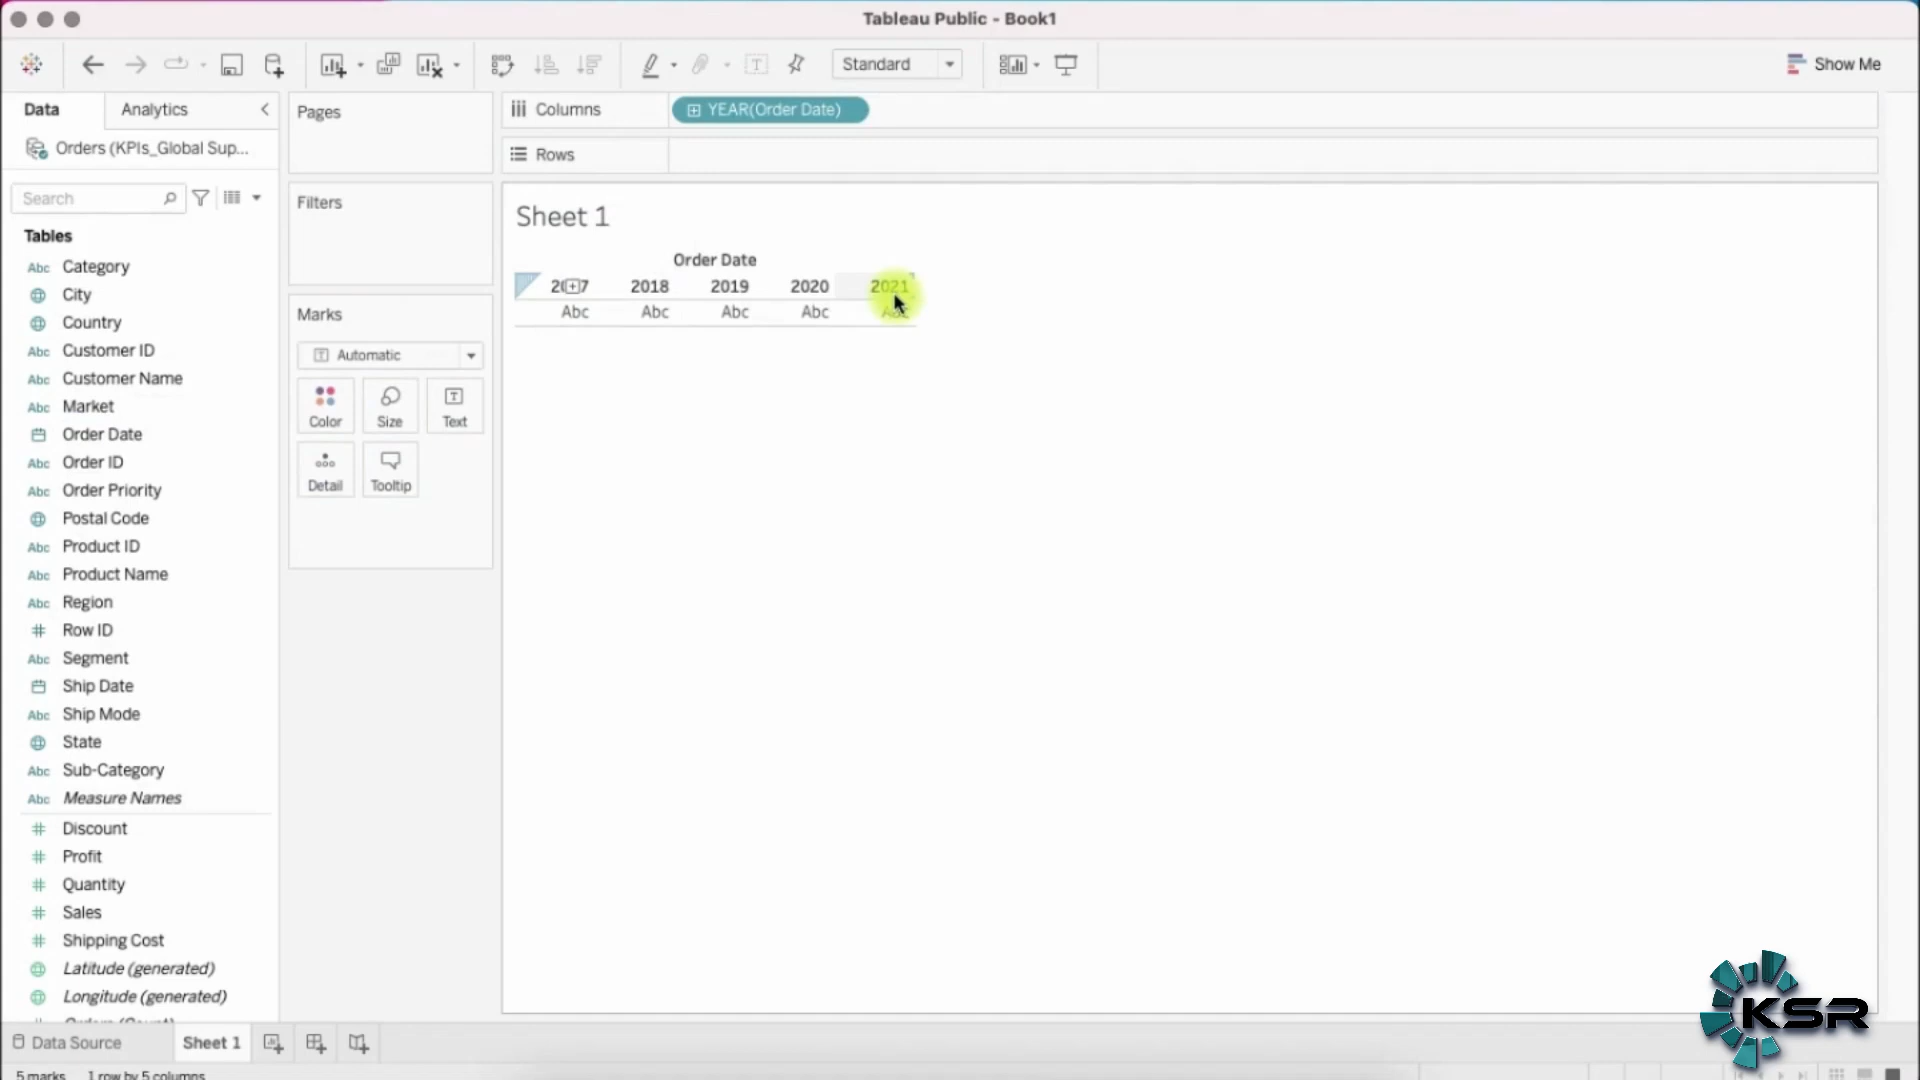 Tableau Public - Book1
Standard
Show Me
Data
Analytics
Pages
Columns
YEAR(Order Date)
Orders (KPIs_Global Sup...
Rows
Search
Filters
Sheet 1
Tables
Order Date
2018 2019 2020 2021
Abc Abc Abc Abc Abc
Marks
Automatic
Color Size Text
Detail Tooltip
Abc Category
City
Country
Abc Customer ID
Abc Customer Name
Abc Market
Order Date
Abc Order ID
Abc Order Priority
Postal Code
Abc Product ID
Abc Product Name
Abc Region
# Row ID
Abc Segment
Ship Date
Abc Ship Mode
State
Abc Sub-Category
Abc Measure Names
# Discount
# Profit
# Quantity
# Sales
# Shipping Cost
Latitude (generated)
Longitude (generated)
Orders (Count)
KSR
Data Source
Sheet 1
5 marks 1 row by 5 columns